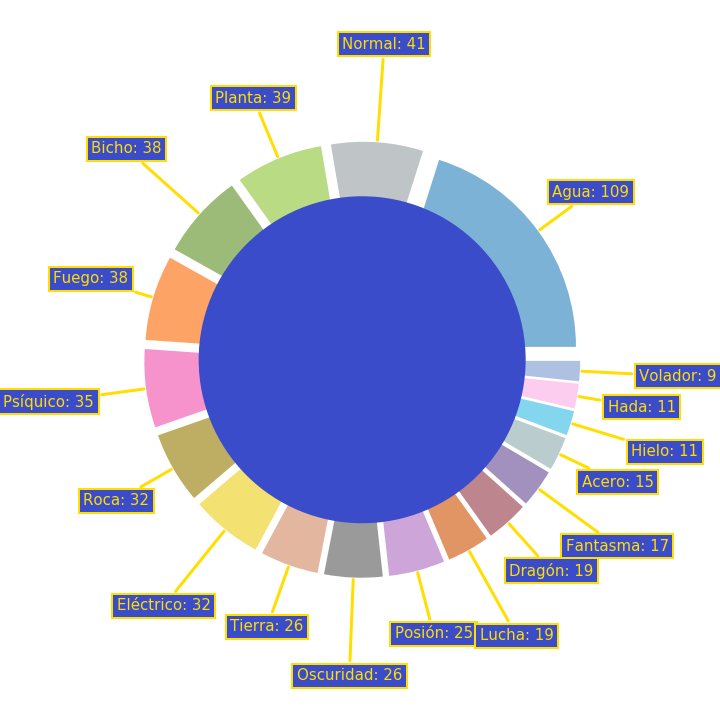 Normal: 41
Planta: 39
Bicho: 38
Agua: 109
Fuego: 38
Volador: 9
Psíquico: 35
Hada: 11
Hielo: 11
Acero: 15
Roca: 32
Fantasma: 17
Dragón: 19
Eléctrico: 32
Tierra: 26
Posión: 25
Lucha: 19
Oscuridad: 26